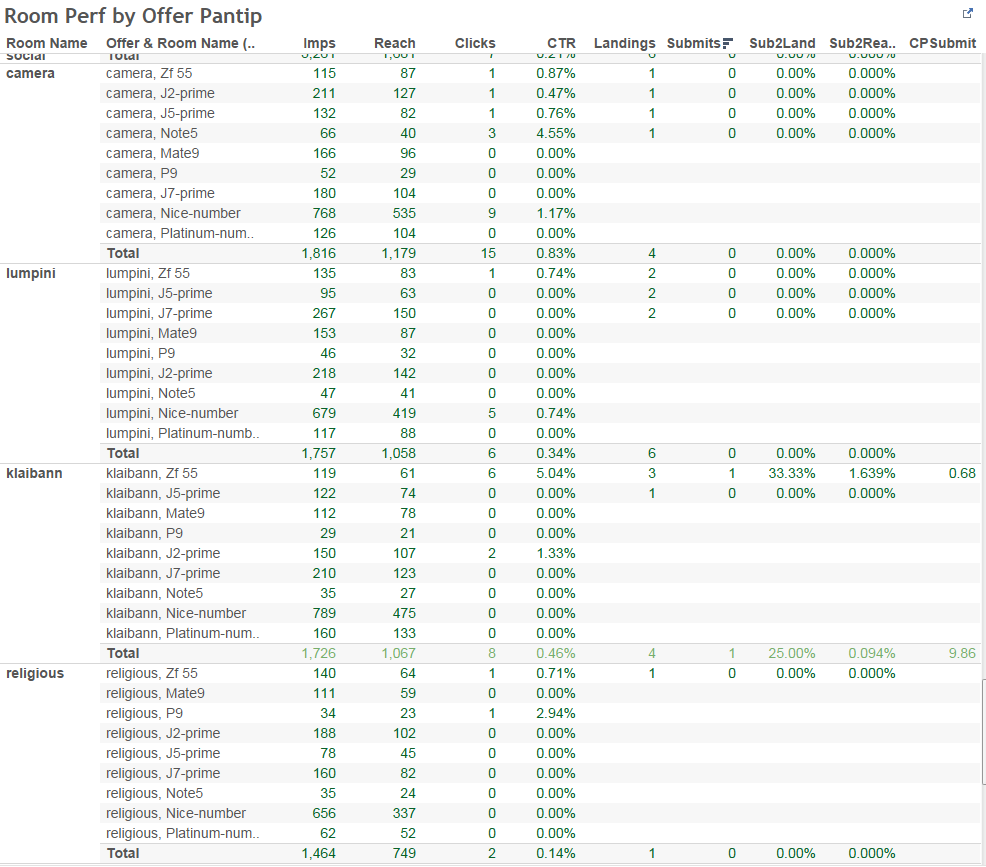 Room Perf by Offer Pantip
Room Name Offer & Room Name (.. Imps Reach Clicks CTR Landings Submits Sub2Land Sub2Rea.. CPSubmit
social Total
camera camera, Zf 55 115 87 1 0.87% 1 0 0.00% 0.000%
camera, J2-prime 211 127 1 0.47% 1 0 0.00% 0.000%
camera, J5-prime 132 82 1 0.76% 1 0 0.00% 0.000%
camera, Note5 66 40 3 4.55% 1 0 0.00% 0.000%
camera, Mate9 166 96 0 0.00%
camera, P9 52 29 0 0.00%
camera, J7-prime 180 104 0 0.00%
camera, Nice-number 768 535 9 1.17%
camera, Platinum-num.. 126 104 0 0.00%
Total 1,816 1,179 15 0.83% 4 0 0.00% 0.000%
lumpini lumpini, Zf 55 135 83 1 0.74% 2 0 0.00% 0.000%
lumpini, J5-prime 95 63 0 0.00% 2 0 0.00% 0.000%
lumpini, J7-prime 267 150 0 0.00% 2 0 0.00% 0.000%
lumpini, Mate9 153 87 0 0.00%
lumpini, P9 46 32 0 0.00%
lumpini, J2-prime 218 142 0 0.00%
lumpini, Note5 47 41 0 0.00%
lumpini, Nice-number 679 419 5 0.74%
lumpini, Platinum-numb.. 117 88 0 0.00%
Total 1,757 1,058 6 0.34% 6 0 0.00% 0.000%
klaibann klaibann, Zf 55 119 61 6 5.04% 3 1 33.33% 1.639% 0.68
klaibann, J5-prime 122 74 0 0.00% 1 0 0.00% 0.000%
klaibann, Mate9 112 78 0 0.00%
klaibann, P9 29 21 0 0.00%
klaibann, J2-prime 150 107 2 1.33%
klaibann, J7-prime 210 123 0 0.00%
klaibann, Note5 35 27 0 0.00%
klaibann, Nice-number 789 475 0 0.00%
klaibann, Platinum-num.. 160 133 0 0.00%
Total 1,726 1,067 8 0.46% 4 1 25.00% 0.094% 9.86
religious religious, Zf 55 140 64 1 0.71% 1 0 0.00% 0.000%
religious, Mate9 111 59 0 0.00%
religious, P9 34 23 1 2.94%
religious, J2-prime 188 102 0 0.00%
religious, J5-prime 78 45 0 0.00%
religious, J7-prime 160 82 0 0.00%
religious, Note5 35 24 0 0.00%
religious, Nice-number 656 337 0 0.00%
religious, Platinum-num.. 62 52 0 0.00%
Total 1,464 749 2 0.14% 1 0 0.00% 0.000%